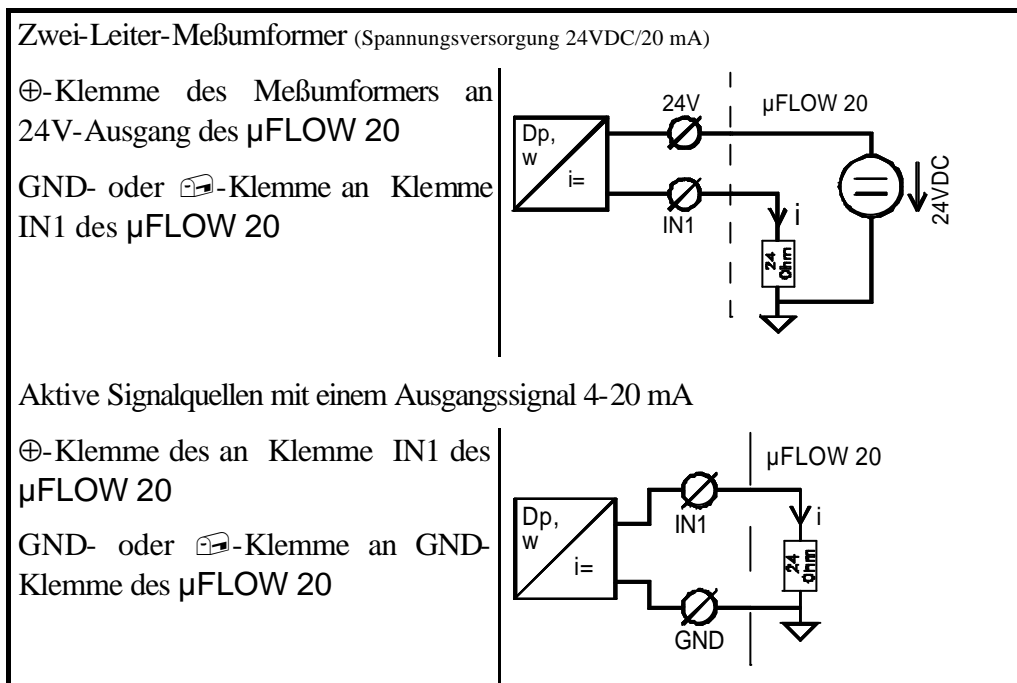 Zwei-Leiter-Meßumformer (Spannungsversorgung 24VDC/20 mA)
⊕-Klemme des Meßumformers an
24V-Ausgang des µFLOW 20
GND- oder -Klemme an Klemme
IN1 des µFLOW 20
24V
µFLOW 20
Dp,
w
i=
IN1
i
24
Ohm
24VDC
Aktive Signalquellen mit einem Ausgangssignal 4-20 mA
⊕-Klemme des an Klemme IN1 des
µFLOW 20
GND- oder -Klemme an GND-
Klemme des µFLOW 20
µFLOW 20
Dp,
w
i=
IN1
i
24
Ohm
GND